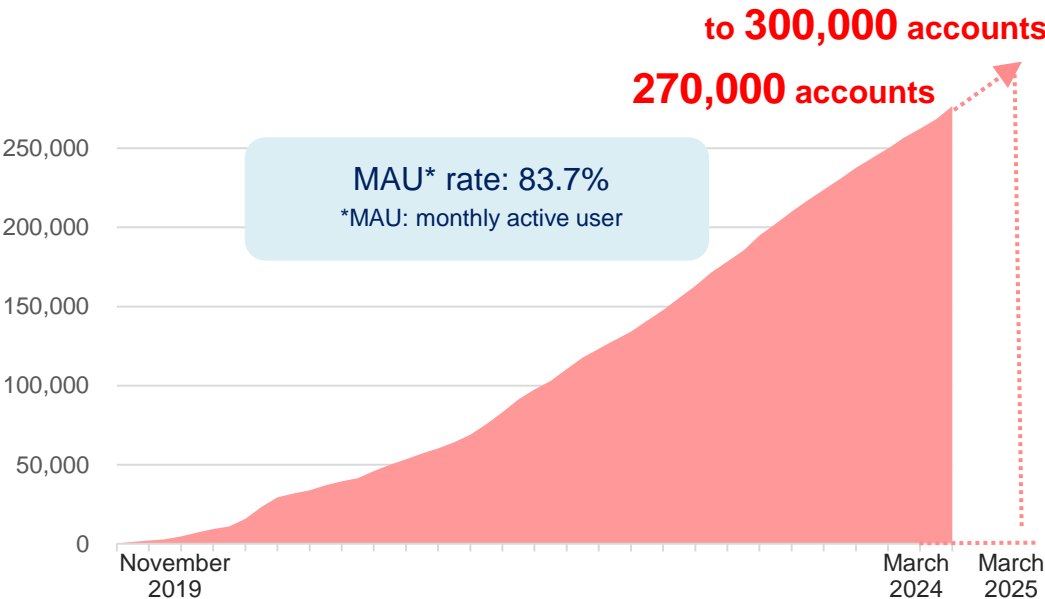 to 300,000 accounts
270,000 accounts
250,000
MAU* rate: 83.7%
*MAU: monthly active user
200,000
150,000
100,000
50,000
0
November
2019
March
2024
March
2025